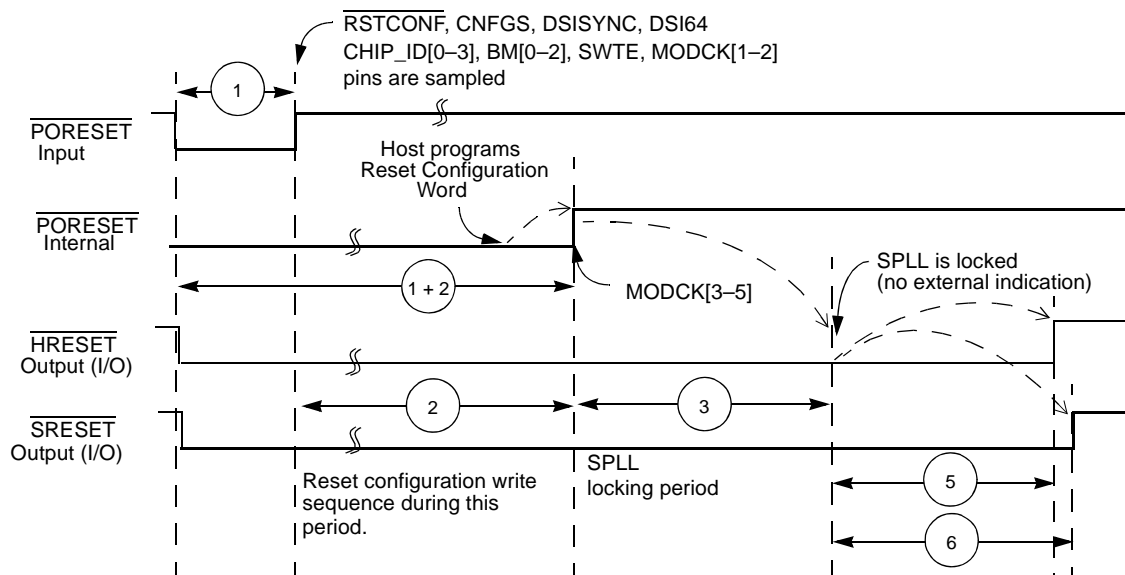 RSTCONF, CNFGS, DSISYNC, DSI64
CHIP_ID[0–3], BM[0–2], SWTE, MODCK[1–2]
pins are sampled
1
PORESET
Input
Host programs
Reset Configuration
Word
PORESET
Internal
SPLL is locked
(no external indication)
1 + 2
MODCK[3–5]
HRESET
Output (I/O)
2
3
SRESET
Output (I/O)
Reset configuration write
sequence during this
period.
SPLL
locking period
5
6